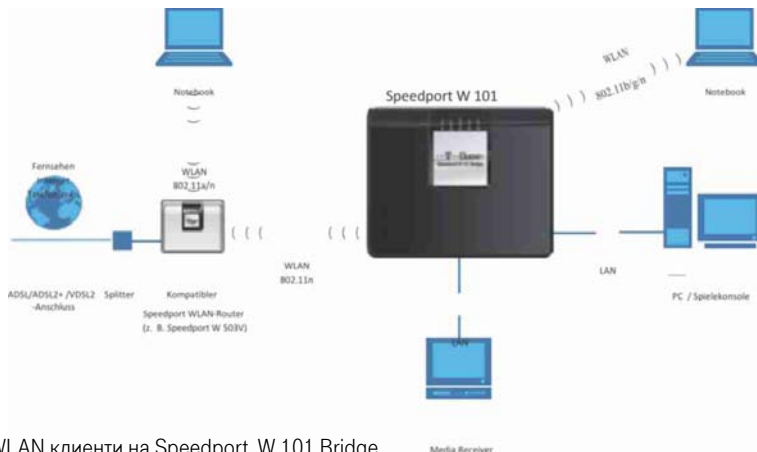 Notebook
WLAN
802.11b/g/n
Notebook
Speedport W 101
Fernsehen
Internet
WLAN
802.11a/n
WLAN
802.11n
LAN
ADSL/ADSL2+ /VDSL2
-Anschluss
Splitter
Kompatibler
Speedport WLAN-Router
(z. B. Speedport W 503V)
PC / Spielekonsole
LAN
WLAN клиенти на Speedport W 101 Bridge
Media Receiver